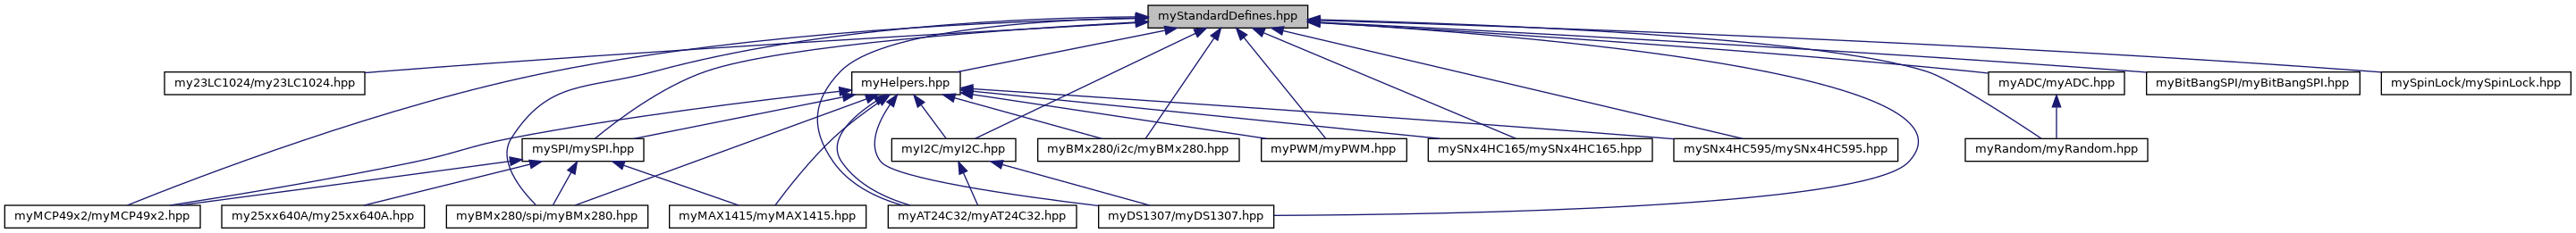 myStandardDefines.hpp
my23LC1024/my23LC1024.hpp
myHelpers.hpp
myADC/myADC.hpp
myBitBangSPI/myBitBangSPI.hpp
mySpinLock/mySpinLock.hpp
mySPI/mySPI.hpp
myI2C/myI2C.hpp
myBMx280/i2c/myBMx280.hpp
myPWM/myPWM.hpp
mySNx4HC165/mySNx4HC165.hpp
mySNx4HC595/mySNx4HC595.hpp
myRandom/myRandom.hpp
myMCP49x2/myMCP49x2.hpp
my25xx640A/my25xx640A.hpp
myBMx280/spi/myBMx280.hpp
myMAX1415/myMAX1415.hpp
myAT24C32/myAT24C32.hpp
myDS1307/myDS1307.hpp